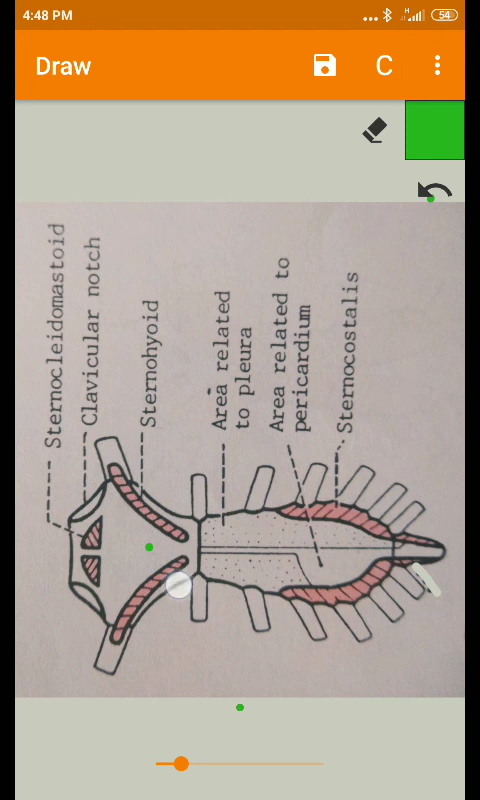 4:48 PM
H
54
Draw
C
Sternocleidomastoid
Clavicular notch
Sternohyoid
Area related
to pleura
Area related to
pericardium
Sternocostalis